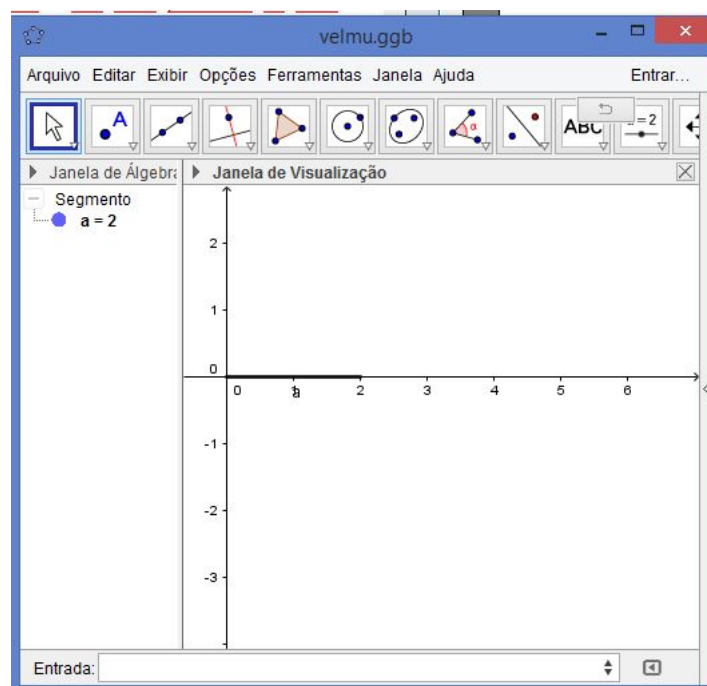 velmu.ggb
Arquivo Editar Exibir Opções Ferramentas Janela Ajuda Entrar...
A α ABC =2
Janela de Álgebra Janela de Visualização
Segmento
a = 2
2
1
0
0 1 2 3 4 5 6
a
-1
-2
-3
Entrada: